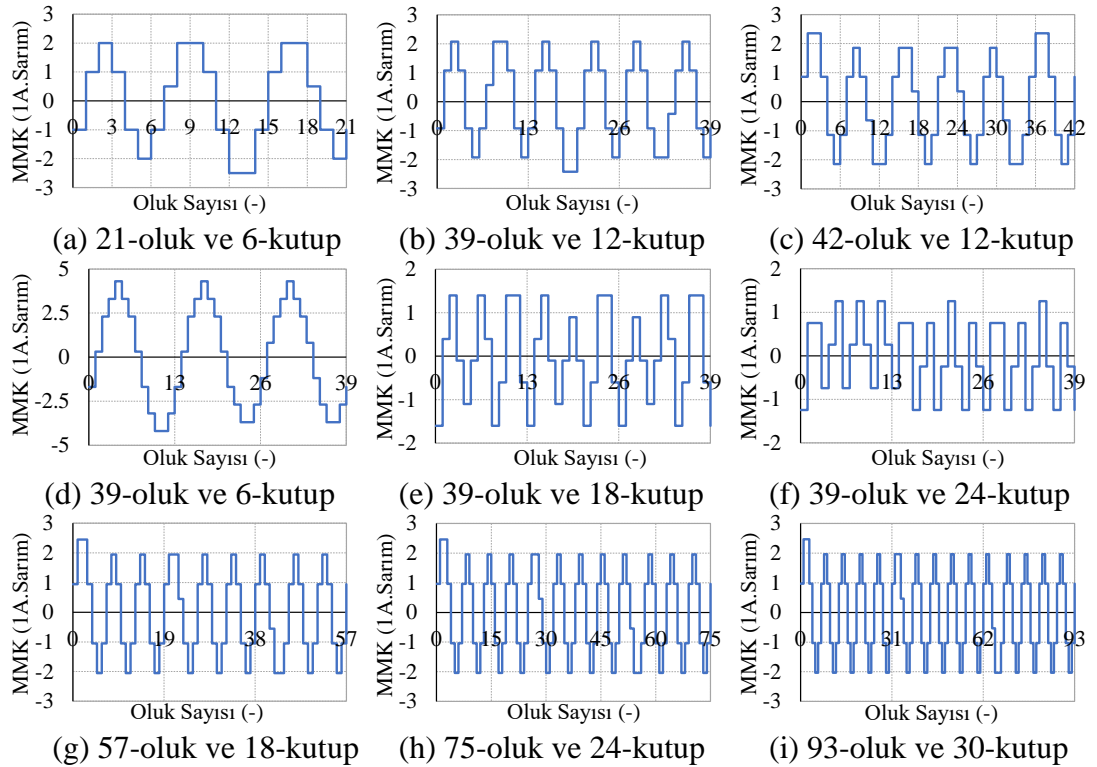 3
2
1
0
-1
-2
-3
0 3 6 9 12 15 18 21
MMK (1A.Sarım)
Oluk Sayısı (-)
(a) 21-oluk ve 6-kutup
3
2
1
0
-1
-2
-3
0 13 26 39
MMK (1A.Sarım)
Oluk Sayısı (-)
(b) 39-oluk ve 12-kutup
3
2
1
0
-1
-2
-3
0 6 12 18 24 30 36 42
MMK (1A.Sarım)
Oluk Sayısı (-)
(c) 42-oluk ve 12-kutup
5
2.5
0
-2.5
-5
0 13 26 39
MMK (1A.Sarım)
Oluk Sayısı (-)
(d) 39-oluk ve 6-kutup
2
1
0
-1
-2
0 13 26 39
MMK (1A.Sarım)
Oluk Sayısı (-)
(e) 39-oluk ve 18-kutup
2
1
0
-1
-2
0 13 26 39
MMK (1A.Sarım)
Oluk Sayısı (-)
(f) 39-oluk ve 24-kutup
3
2
1
0
-1
-2
-3
0 19 38 57
MMK (1A.Sarım)
Oluk Sayısı (-)
(g) 57-oluk ve 18-kutup
3
2
1
0
-1
-2
-3
0 15 30 45 60 75
MMK (1A.Sarım)
Oluk Sayısı (-)
(h) 75-oluk ve 24-kutup
3
2
1
0
-1
-2
-3
0 31 62 93
MMK (1A.Sarım)
Oluk Sayısı (-)
(i) 93-oluk ve 30-kutup